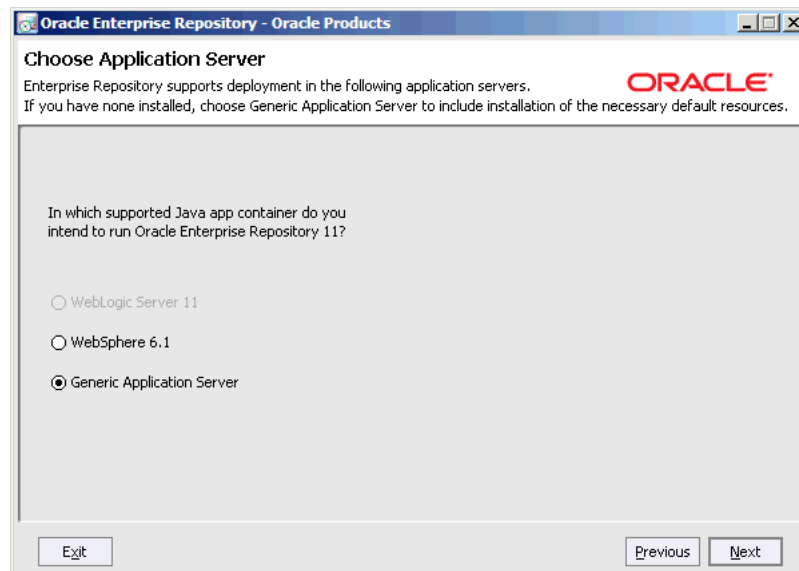 Oracle Enterprise Repository - Oracle Products
Choose Application Server
Enterprise Repository supports deployment in the following application servers.
If you have none installed, choose Generic Application Server to include installation of the necessary default resources.
ORACLE
In which supported Java app container do you
intend to run Oracle Enterprise Repository 11?
WebLogic Server 11
WebSphere 6.1
Generic Application Server
Exit
Previous
Next